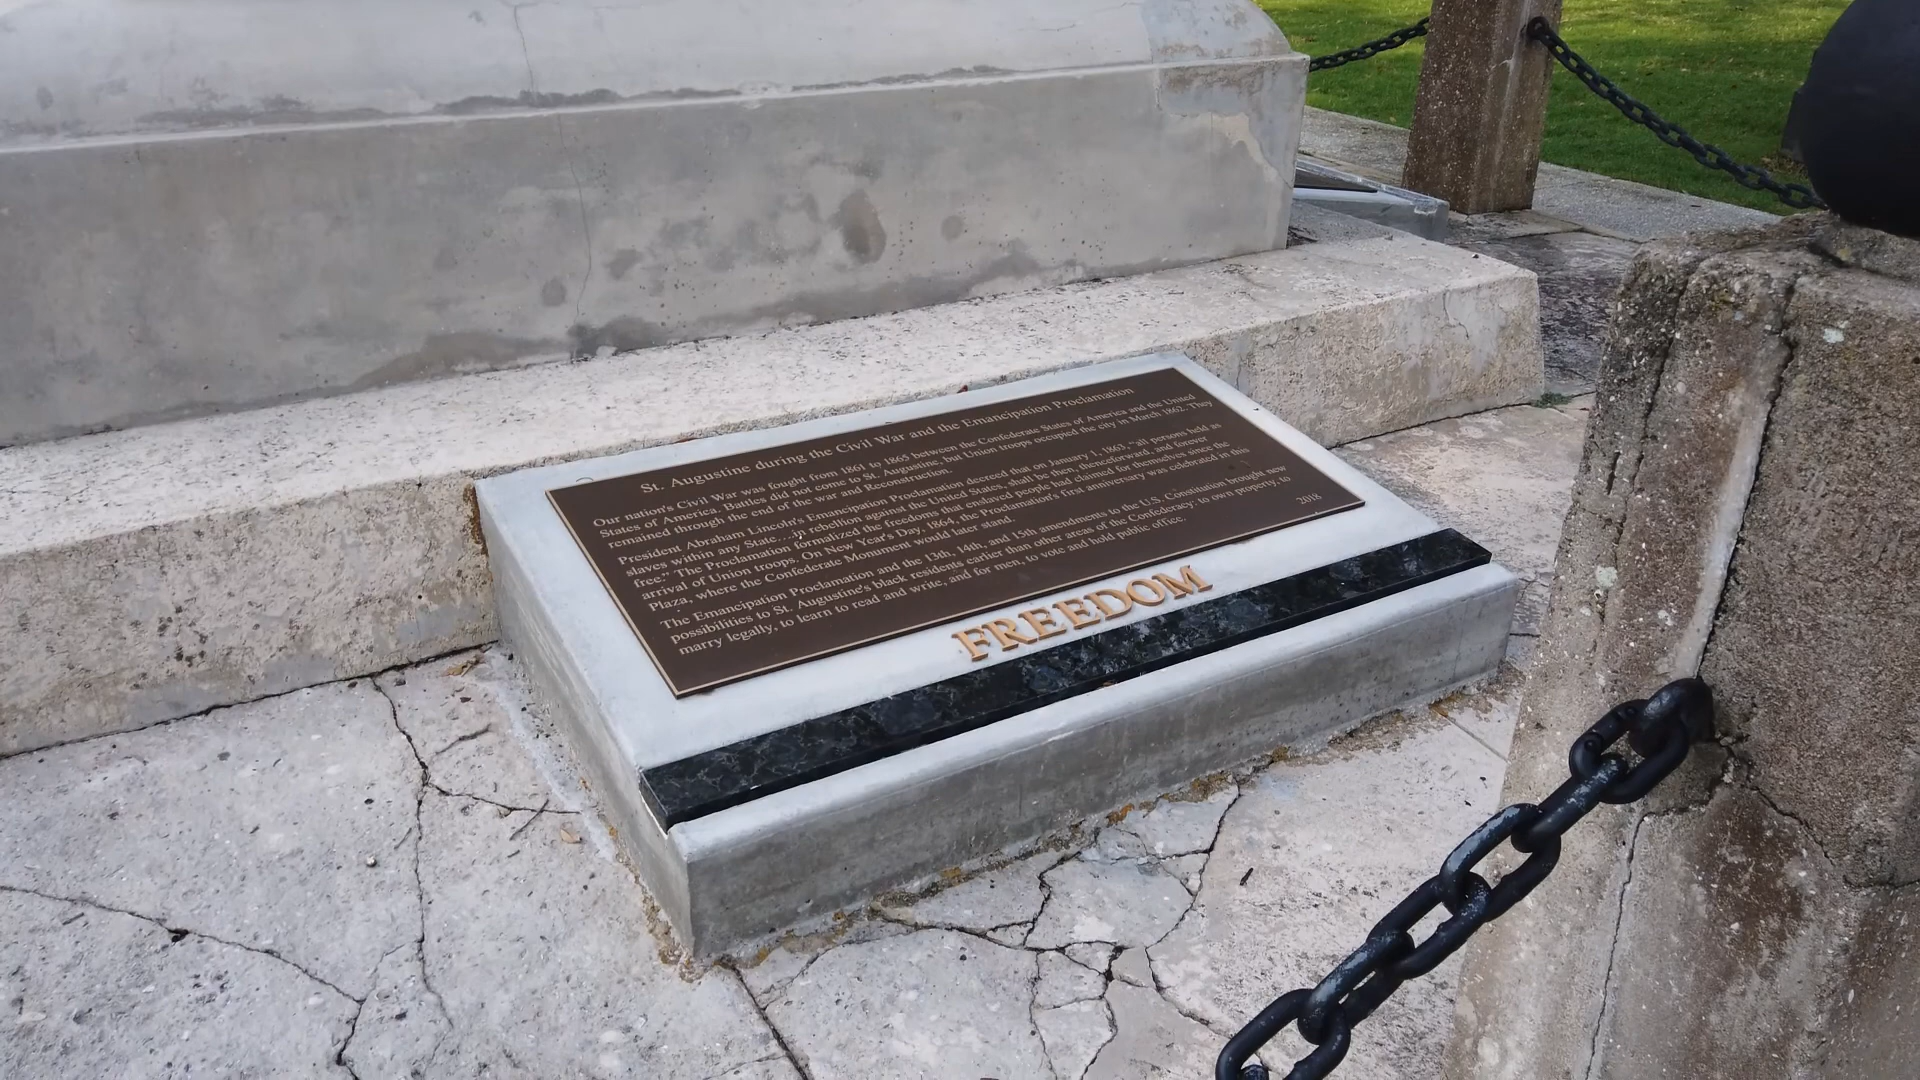 St. Augustine during the Civil War and the Emancipation Proclamation
Our nation's Civil War was fought from 1861 to 1865 between the Confederate States of America and the United
States of America. Battles did not come to St. Augustine, but Union troops occupied the city in March 1862. They
remained through the end of the war and Reconstruction.
President Abraham Lincoln's Emancipation Proclamation decreed that on January 1, 1863, "all persons held as
slaves within any State…in rebellion against the United States, shall be then, thenceforward, and forever
free." The Proclamation formalized the freedoms that enslaved people had claimed for themselves since the
arrival of Union troops. On New Year's Day, 1864, the Proclamation's first anniversary was celebrated in this
Plaza, where the Confederate Monument would later stand.
The Emancipation Proclamation and the 13th, 14th, and 15th amendments to the U.S. Constitution brought new
possibilities to St. Augustine's black residents earlier than other areas of the Confederacy: to own property, to
marry legally, to learn to read and write, and for men, to vote and hold public office.
2018
FREEDOM